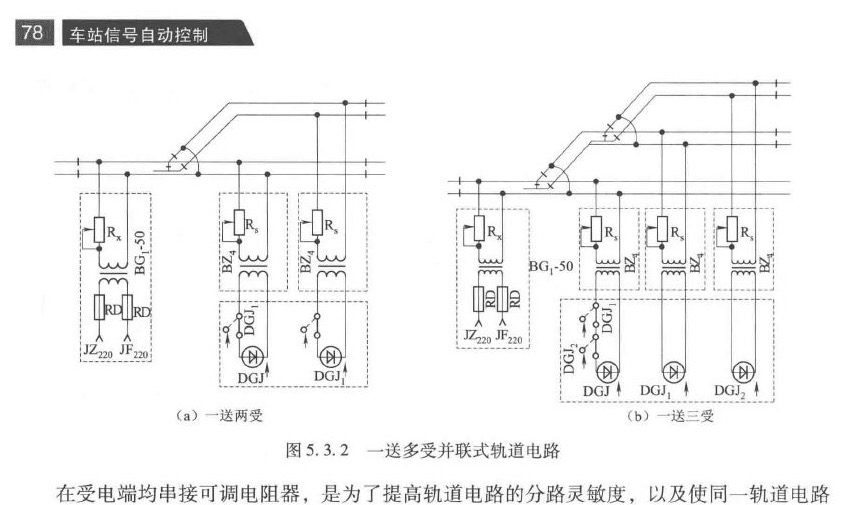 78 车站信号自动控制
Rx
BG1-50
RD
RD
JZ220
JF220
Rs
BZ4
Rs
BZ4
DGJ1
DGJ
DGJ1
(a) 一送两受
Rx
BG1-50
RD
RD
JZ220
JF220
Rs
BZ4
Rs
BZ4
Rs
BZ4
DGJ1
DGJ2
DGJ
DGJ1
DGJ2
(b) 一送三受
图 5.3.2 一送多受并联式轨道电路
在受电端均串接可调电阻器，是为了提高轨道电路的分路灵敏度，以及使同一轨道电路